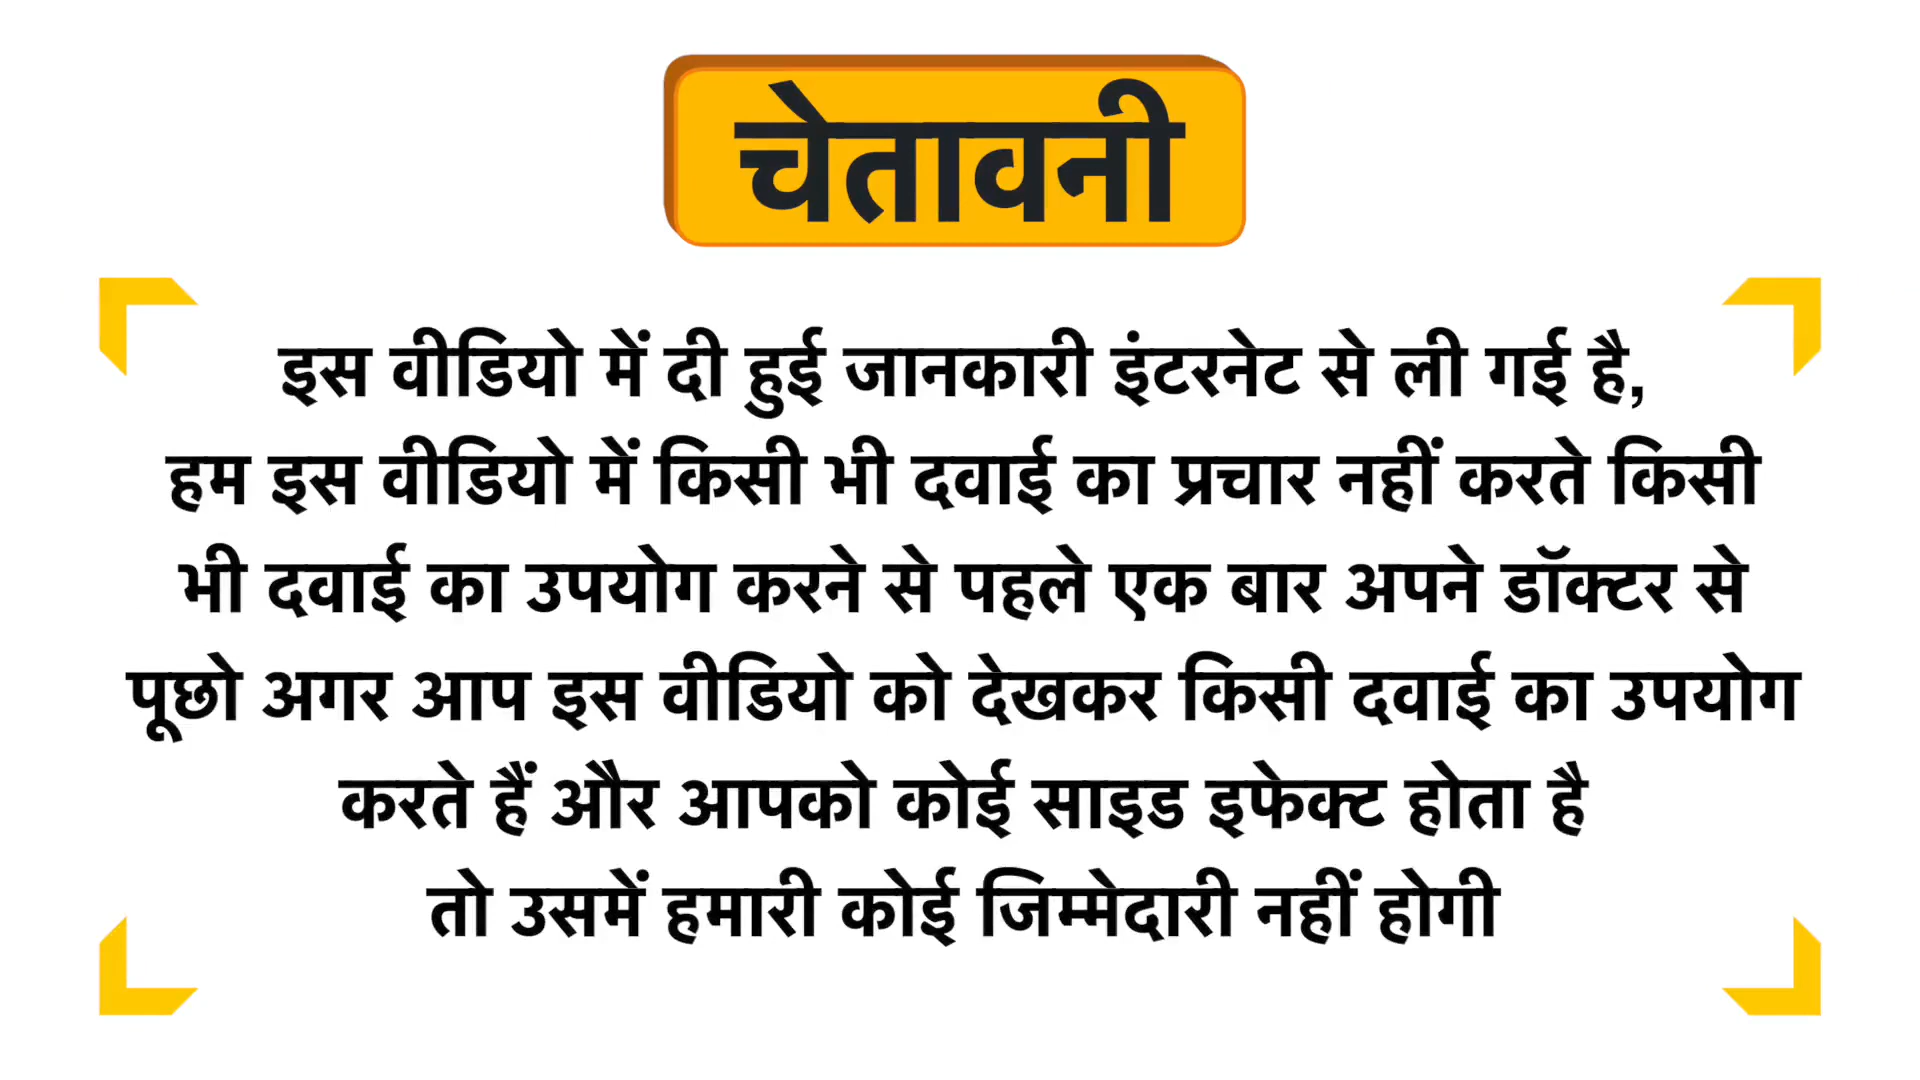 चेतावनी
इस वीडियो में दी हुई जानकारी इंटरनेट से ली गई है,
हम इस वीडियो में किसी भी दवाई का प्रचार नहीं करते किसी
भी दवाई का उपयोग करने से पहले एक बार अपने डॉक्टर से
पूछो अगर आप इस वीडियो को देखकर किसी दवाई का उपयोग
करते हैं और आपको कोई साइड इफेक्ट होता है
तो उसमें हमारी कोई जिम्मेदारी नहीं होगी